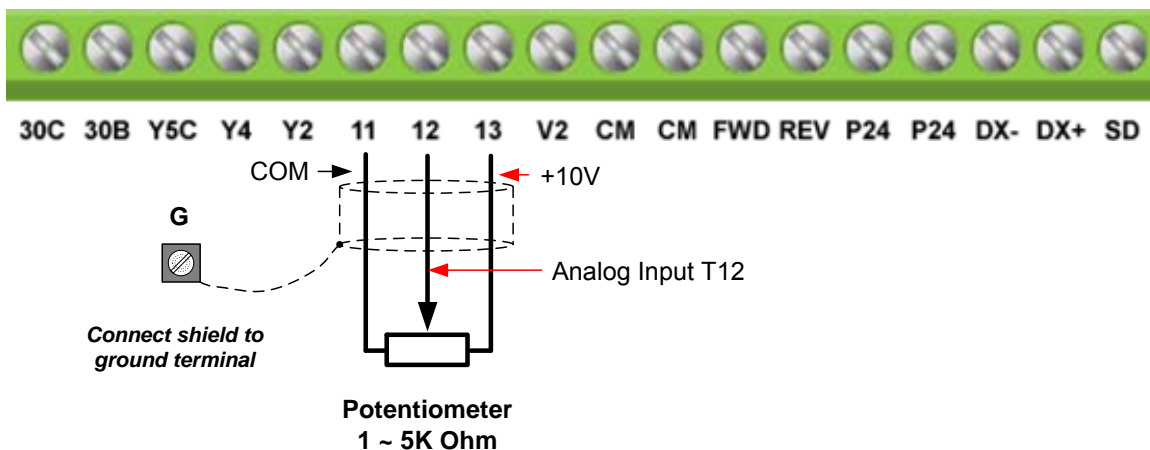 30C 30B Y5C Y4 Y2 11 12 13 V2 CM CM FWD REV P24 P24 DX- DX+ SD
COM
+10V
G
Analog Input T12
Connect shield to
ground terminal
Potentiometer
1 ~ 5K Ohm